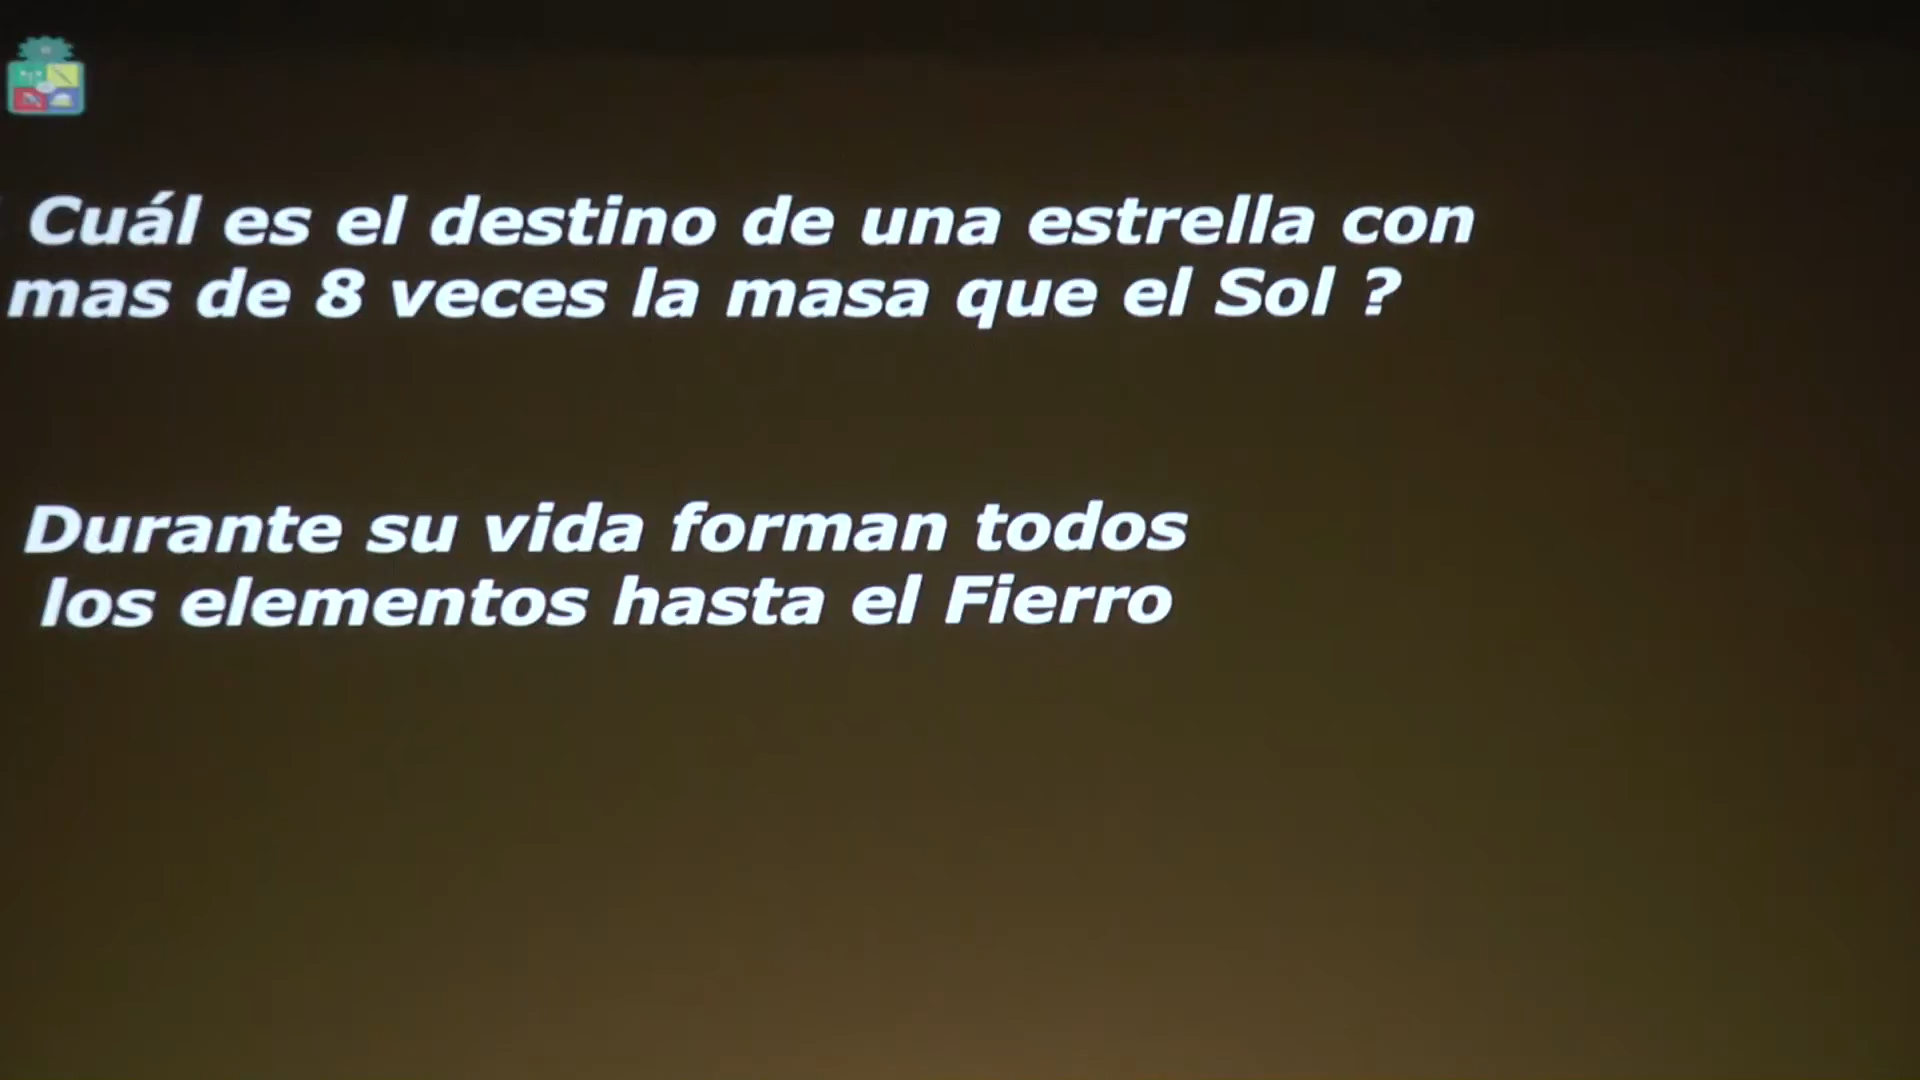 Cuál es el destino de una estrella con
mas de 8 veces la masa que el Sol ?
Durante su vida forman todos
los elementos hasta el Fierro